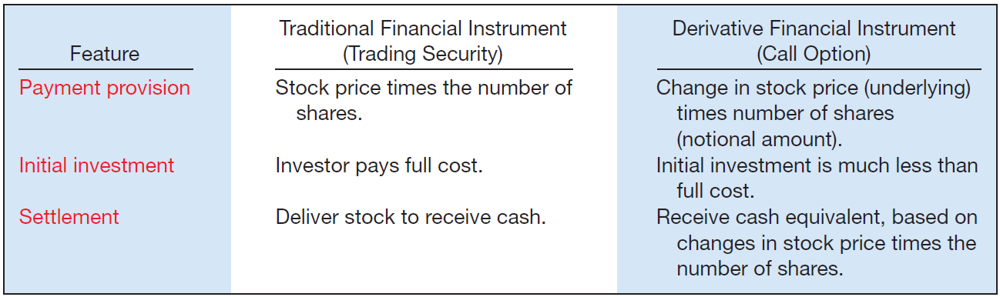 Feature
Traditional Financial Instrument
(Trading Security)
Derivative Financial Instrument
(Call Option)
Payment provision
Stock price times the number of
shares.
Change in stock price (underlying)
times number of shares
(notional amount).
Initial investment
Investor pays full cost.
Initial investment is much less than
full cost.
Settlement
Deliver stock to receive cash.
Receive cash equivalent, based on
changes in stock price times the
number of shares.